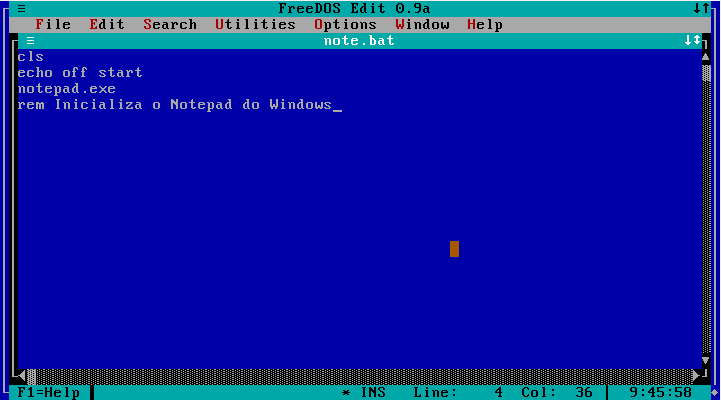 FreeDOS Edit 0.9a
File Edit Search Utilities Options Window Help
note.bat
cls
echo off start
notepad.exe
rem Inicializa o Notepad do Windows_
F1=Help * INS Line: 4 Col: 36 9:45:58